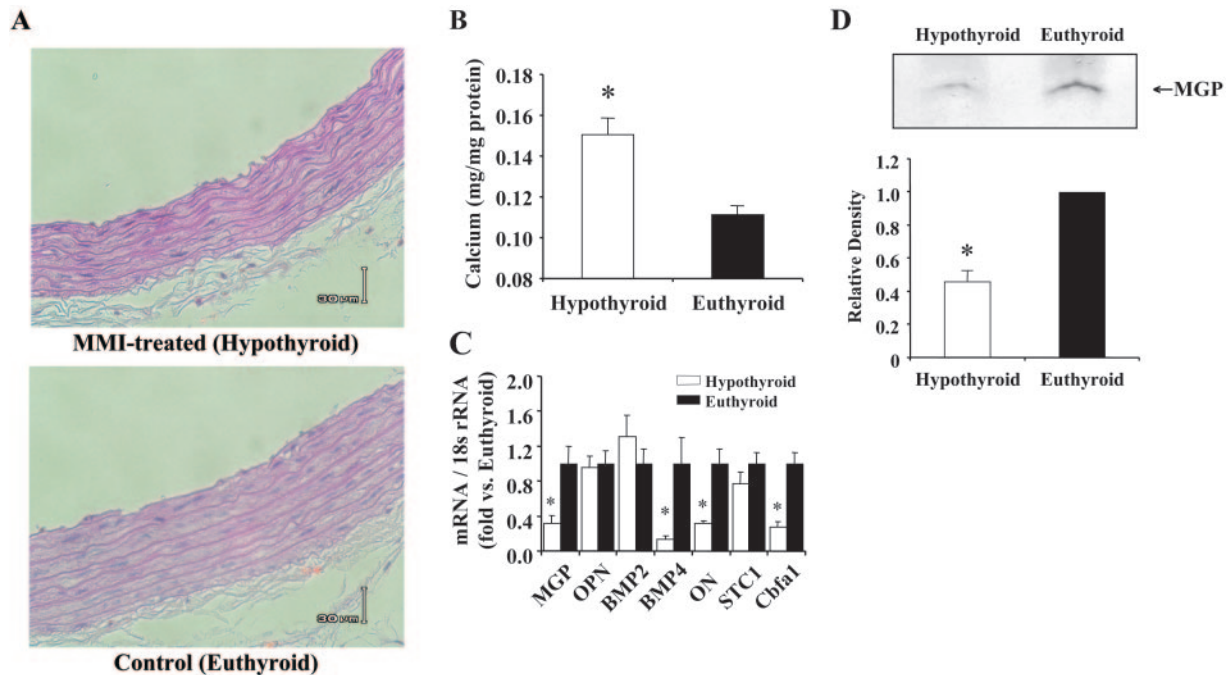 A
30 μm
MMI-treated (Hypothyroid)
30 μm
Control (Euthyroid)
B
Calcium (mg/mg protein)
0.18
0.16
0.14
0.12
0.10
0.08
*
Hypothyroid Euthyroid
C
mRNA / 18s rRNA
(fold vs. Euthyroid)
2.0
1.6
1.2
0.8
0.4
0.0
Hypothyroid
Euthyroid
* * * *
MGP OPN BMP2 BMP4 ON STC1 Cbfa1
D
Hypothyroid Euthyroid
←MGP
Relative Density
1.2
1
0.8
0.6
0.4
0.2
0
*
Hypothyroid Euthyroid